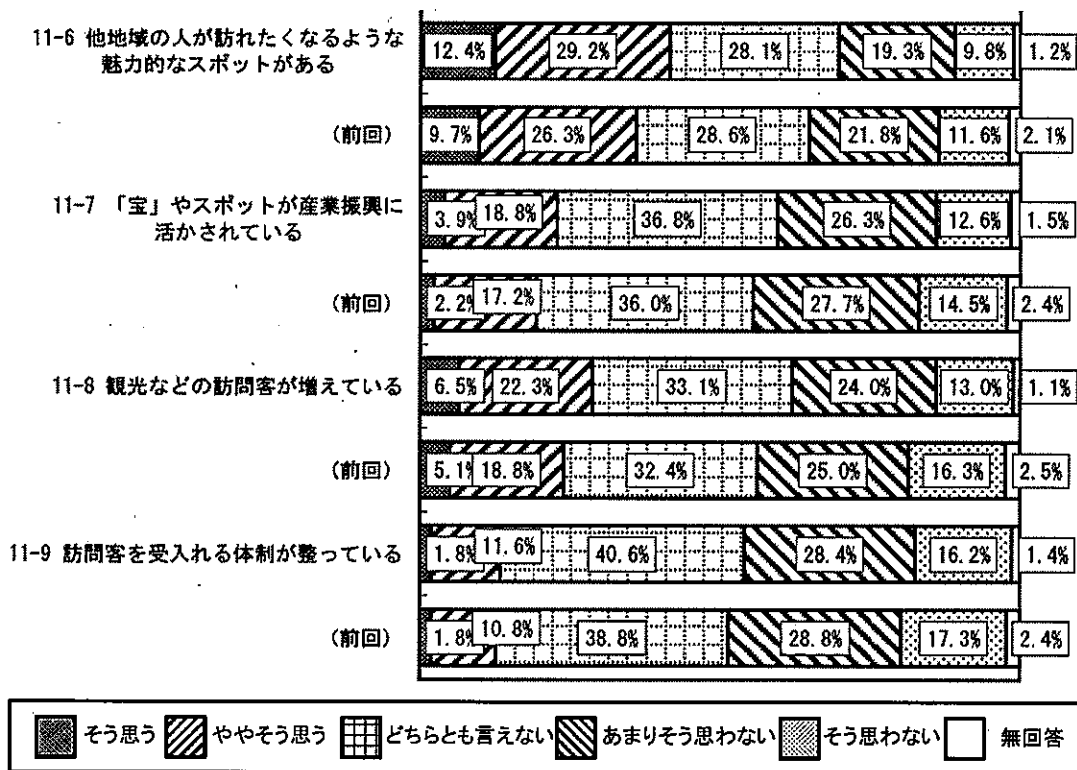 11-6 他地域の人が訪れたくなるような
魅力的なスポットがある
12.4% 29.2% 28.1% 19.3% 9.8% 1.2%
(前回)
9.7% 26.3% 28.6% 21.8% 11.6% 2.1%
11-7 「宝」やスポットが産業振興に
活かされている
3.9% 18.8% 36.8% 26.3% 12.6% 1.5%
(前回)
2.2% 17.2% 36.0% 27.7% 14.5% 2.4%
11-8 観光などの訪問客が増えている
6.5% 22.3% 33.1% 24.0% 13.0% 1.1%
(前回)
5.1% 18.8% 32.4% 25.0% 16.3% 2.5%
11-9 訪問客を受入れる体制が整っている
1.8% 11.6% 40.6% 28.4% 16.2% 1.4%
(前回)
1.8% 10.8% 38.8% 28.8% 17.3% 2.4%
そう思う ややそう思う どちらとも言えない あまりそう思わない そう思わない 無回答